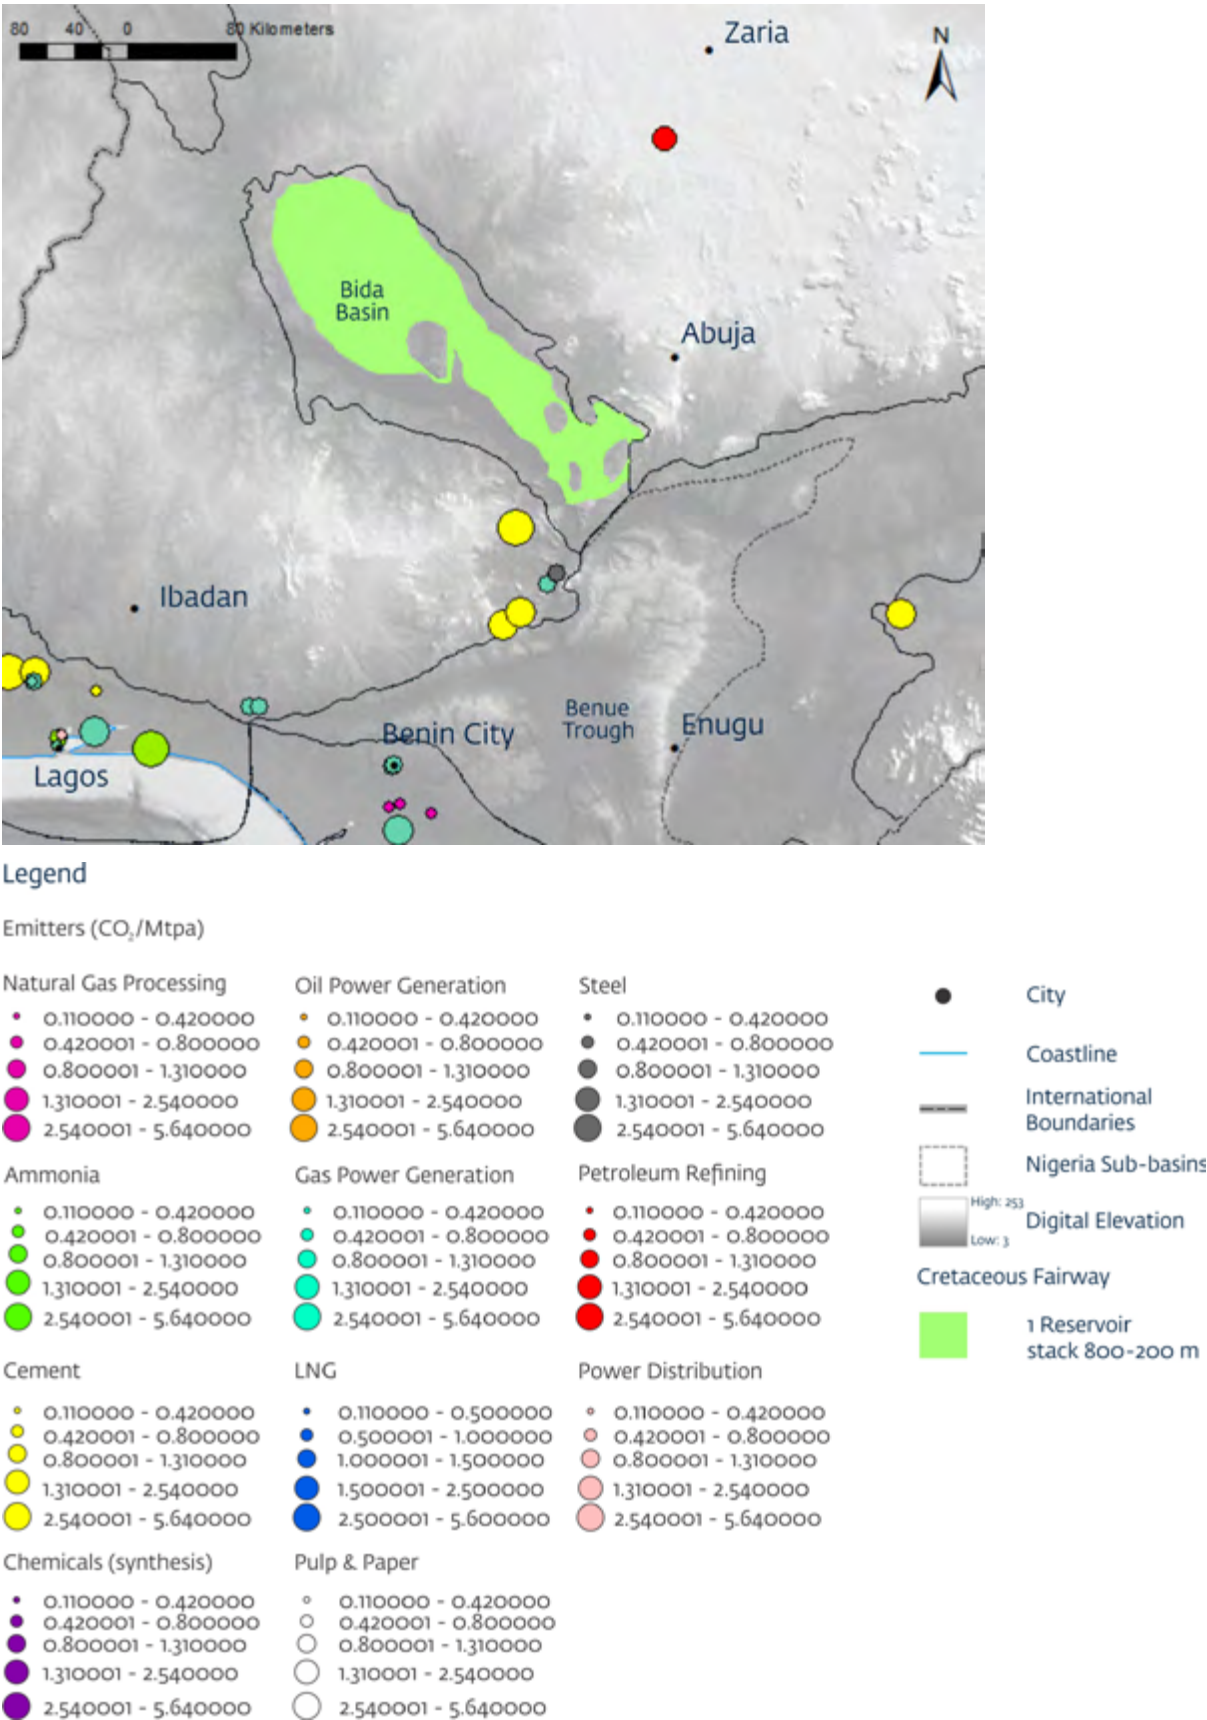 80 40 0 80 Kilometers
Zaria
N
Bida
Basin
Abuja
Ibadan
Benue
Trough
Enugu
Benin City
Lagos
Legend
Emitters (CO₂/Mtpa)
Natural Gas Processing
0.110000 - 0.420000
0.420001 - 0.800000
0.800001 - 1.310000
1.310001 - 2.540000
2.540001 - 5.640000
Oil Power Generation
0.110000 - 0.420000
0.420001 - 0.800000
0.800001 - 1.310000
1.310001 - 2.540000
2.540001 - 5.640000
Steel
0.110000 - 0.420000
0.420001 - 0.800000
0.800001 - 1.310000
1.310001 - 2.540000
2.540001 - 5.640000
Ammonia
0.110000 - 0.420000
0.420001 - 0.800000
0.800001 - 1.310000
1.310001 - 2.540000
2.540001 - 5.640000
Gas Power Generation
0.110000 - 0.420000
0.420001 - 0.800000
0.800001 - 1.310000
1.310001 - 2.540000
2.540001 - 5.640000
Petroleum Refining
0.110000 - 0.420000
0.420001 - 0.800000
0.800001 - 1.310000
1.310001 - 2.540000
2.540001 - 5.640000
Cement
0.110000 - 0.420000
0.420001 - 0.800000
0.800001 - 1.310000
1.310001 - 2.540000
2.540001 - 5.640000
LNG
0.110000 - 0.500000
0.500001 - 1.000000
1.000001 - 1.500000
1.500001 - 2.500000
2.500001 - 5.600000
Power Distribution
0.110000 - 0.420000
0.420001 - 0.800000
0.800001 - 1.310000
1.310001 - 2.540000
2.540001 - 5.640000
Chemicals (synthesis)
0.110000 - 0.420000
0.420001 - 0.800000
0.800001 - 1.310000
1.310001 - 2.540000
2.540001 - 5.640000
Pulp & Paper
0.110000 - 0.420000
0.420001 - 0.800000
0.800001 - 1.310000
1.310001 - 2.540000
2.540001 - 5.640000
City
Coastline
International
Boundaries
Nigeria Sub-basins
High: 253
Digital Elevation
Low: 3
Cretaceous Fairway
1 Reservoir
stack 800-200 m